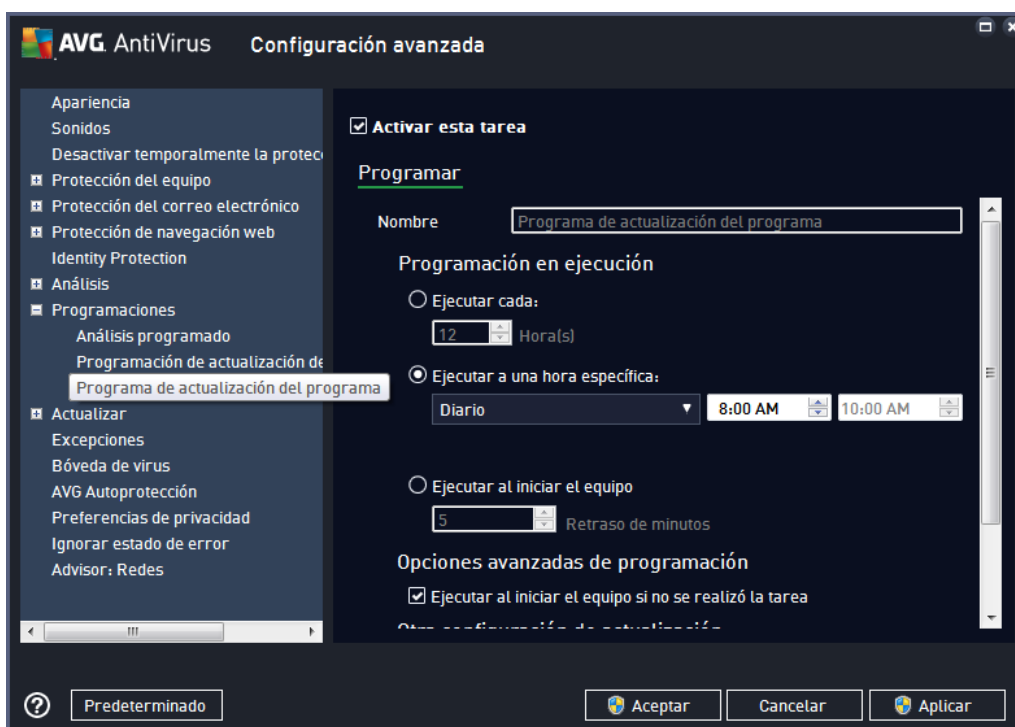 AVG. AntiVirus Configuración avanzada
Apariencia
Sonidos
Desactivar temporalmente la protec
Protección del equipo
Protección del correo electrónico
Protección de navegación web
Identity Protection
Análisis
Programaciones
Análisis programado
Programación de actualización de
Programa de actualización del programa
Actualizar
Excepciones
Bóveda de virus
AVG Autoprotección
Preferencias de privacidad
Ignorar estado de error
Advisor: Redes
Activar esta tarea
Programar
Nombre Programa de actualización del programa
Programación en ejecución
Ejecutar cada:
12 Hora(s)
Ejecutar a una hora específica:
Diario 8:00 AM 10:00 AM
Ejecutar al iniciar el equipo
5 Retraso de minutos
Opciones avanzadas de programación
Ejecutar al iniciar el equipo si no se realizó la tarea
Otra configuración de actualización
? Predeterminado Aceptar Cancelar Aplicar